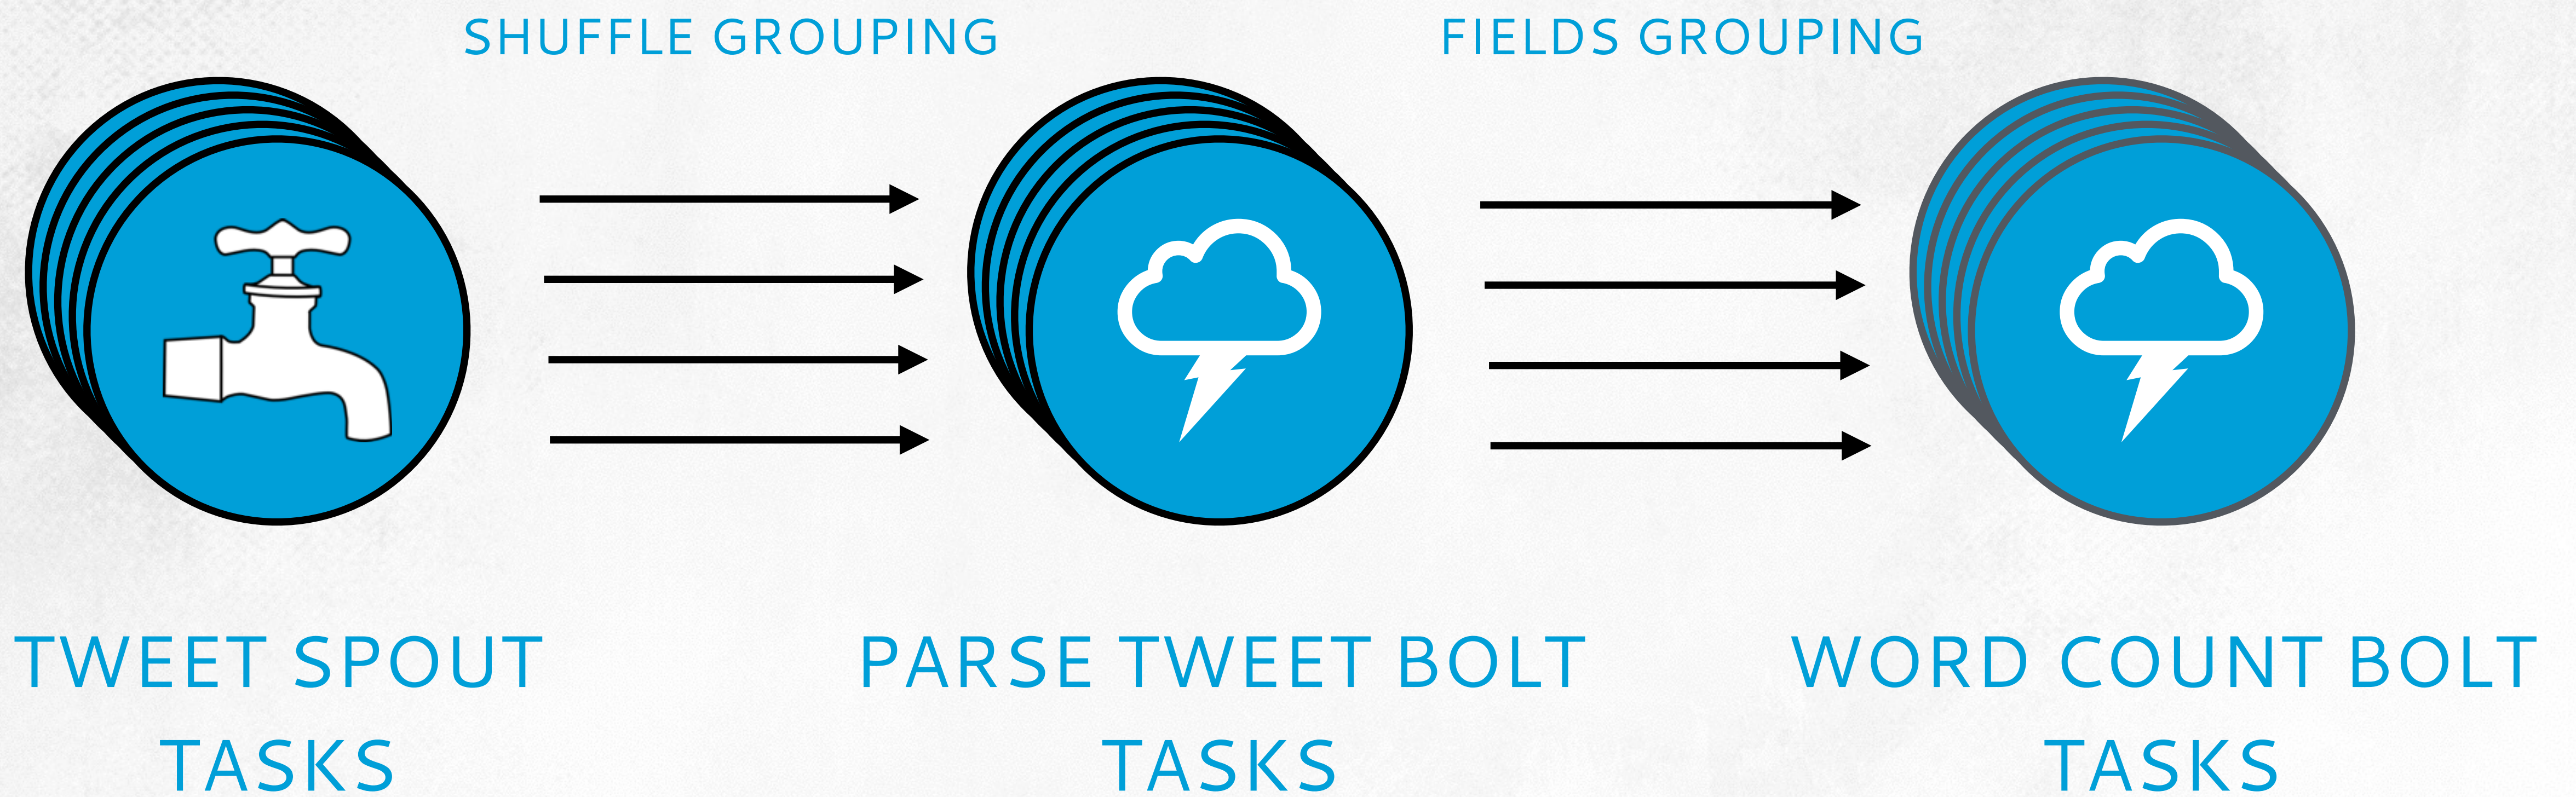 SHUFFLE GROUPING
FIELDS GROUPING
TWEET SPOUT
TASKS
PARSE TWEET BOLT
TASKS
WORD COUNT BOLT
TASKS